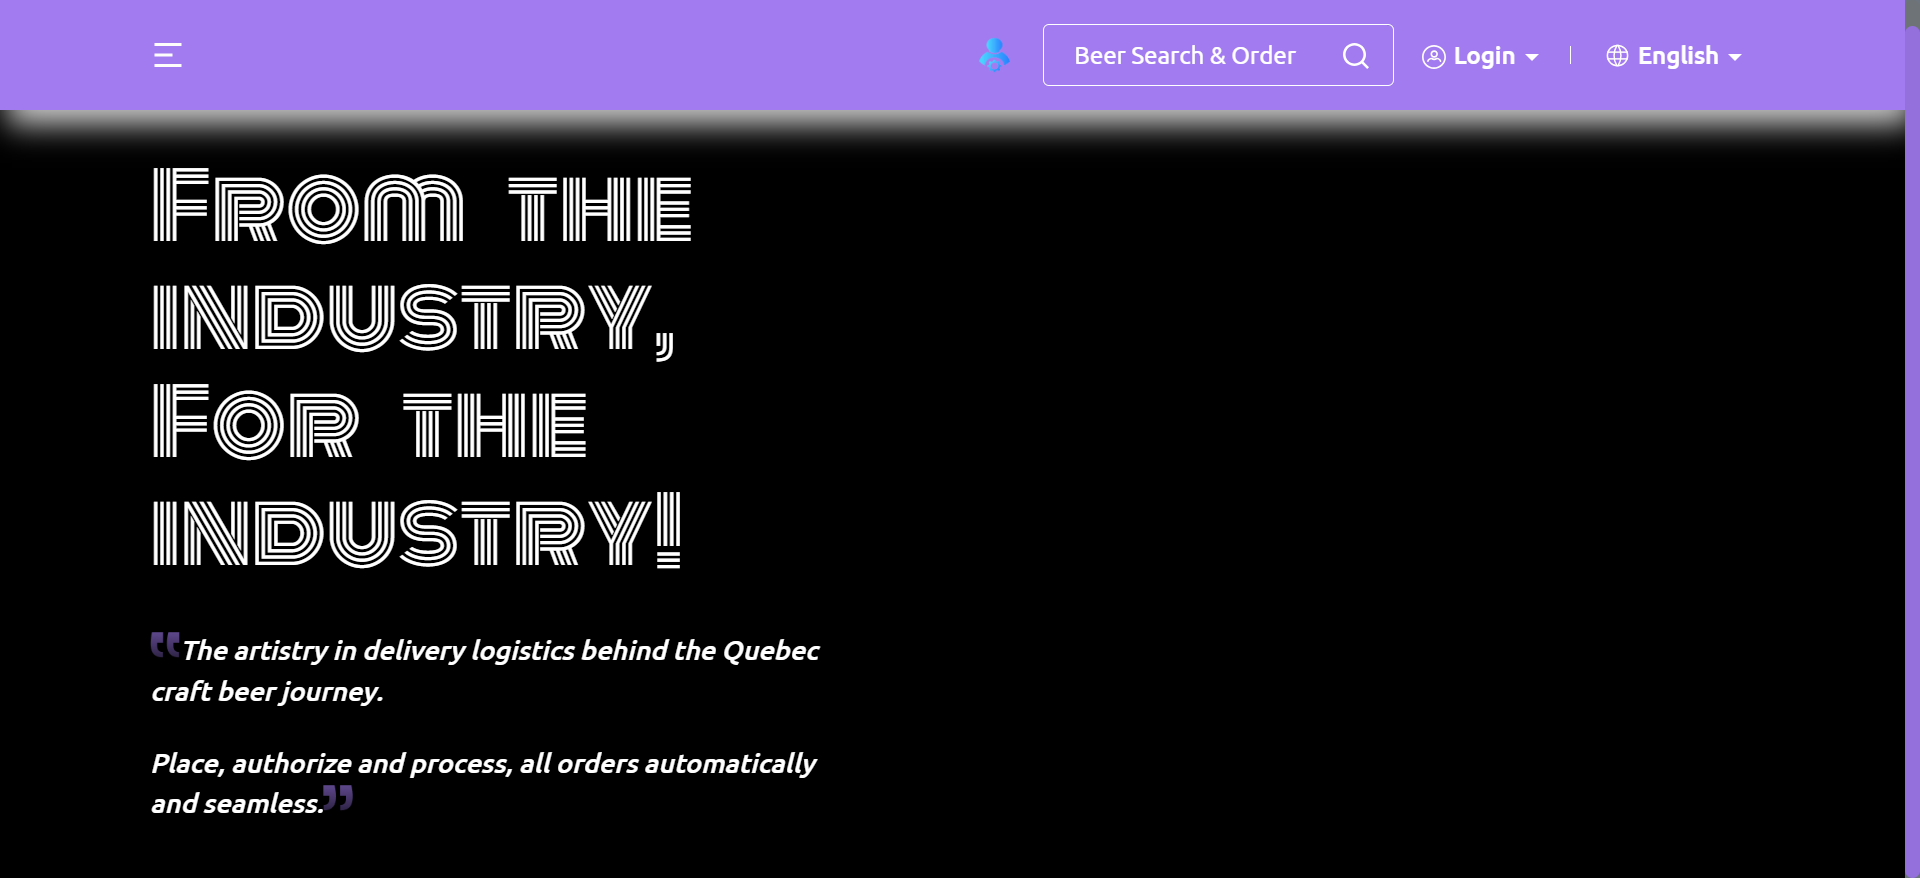 Beer Search & Order
Login
English
From the
industry,
For the
industry!
“The artistry in delivery logistics behind the Quebec
craft beer journey.
Place, authorize and process, all orders automatically
and seamless.”